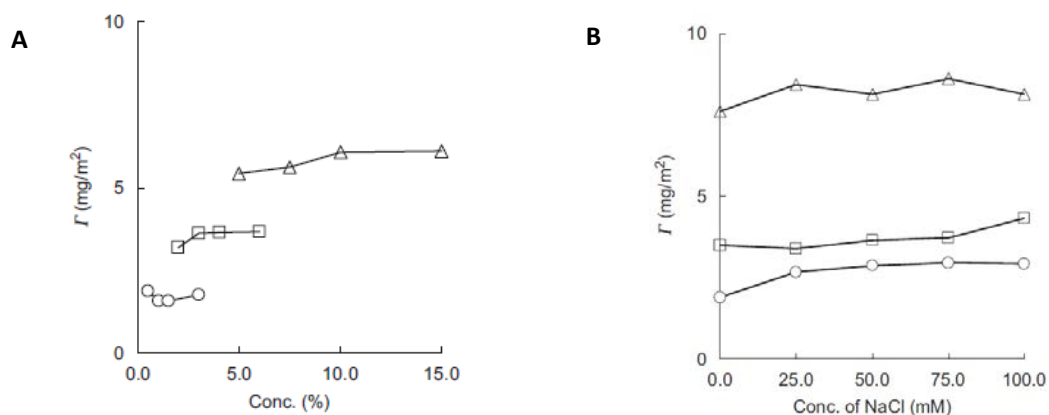 A
10
5
0
Γ (mg/m²)
0.0 5.0 10.0 15.0
Conc. (%)
B
10
5
0
Γ (mg/m²)
0.0 25.0 50.0 75.0 100.0
Conc. of NaCl (mM)